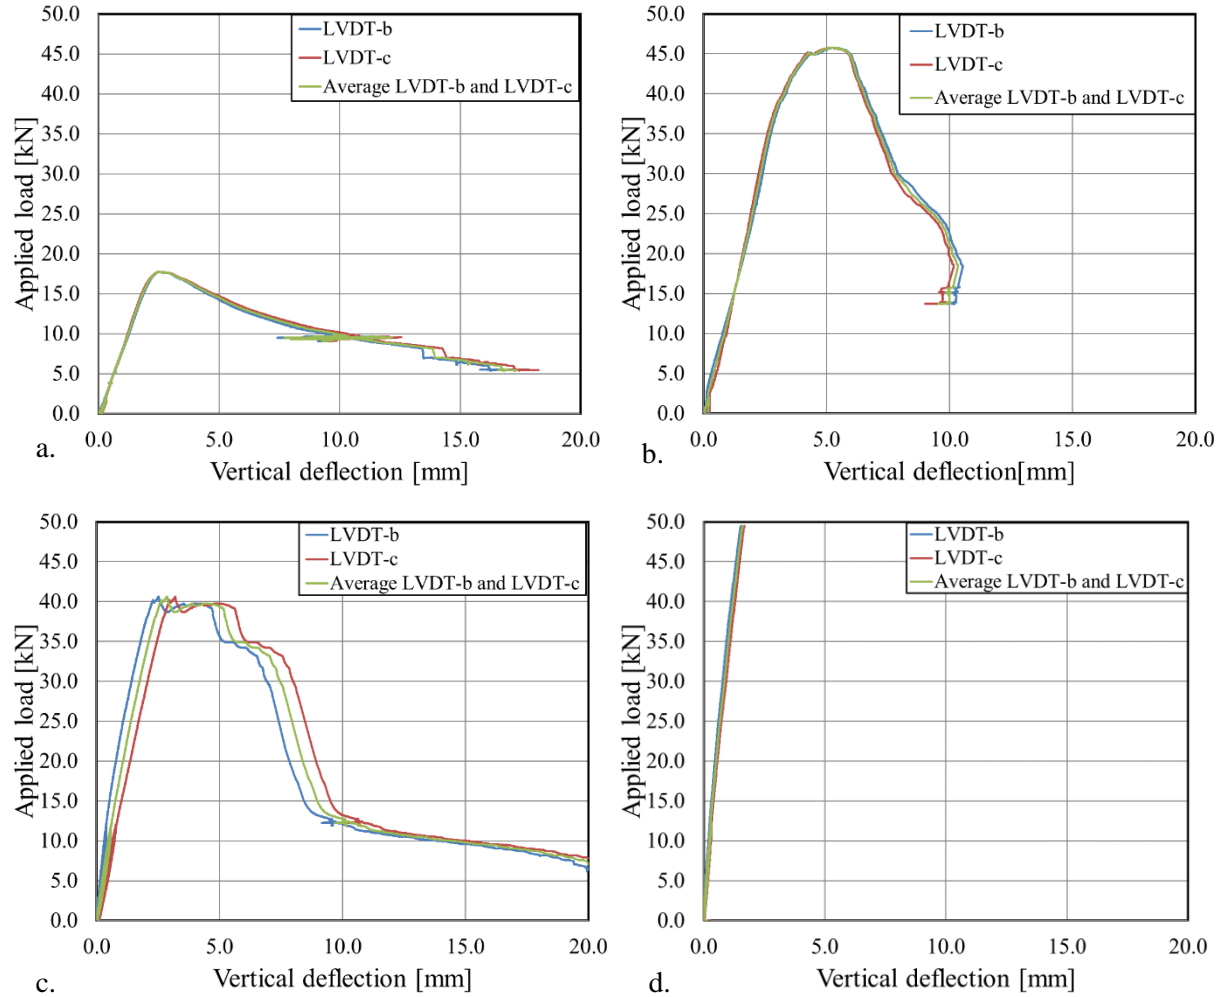 50.0
45.0
40.0
35.0
30.0
25.0
20.0
15.0
10.0
5.0
0.0
Applied load [kN]
LVDT-b
LVDT-c
Average LVDT-b and LVDT-c
0.0 5.0 10.0 15.0 20.0
Vertical deflection [mm]
a.
50.0
45.0
40.0
35.0
30.0
25.0
20.0
15.0
10.0
5.0
0.0
Applied load [kN]
LVDT-b
LVDT-c
Average LVDT-b and LVDT-c
0.0 5.0 10.0 15.0 20.0
Vertical deflection[mm]
b.
50.0
45.0
40.0
35.0
30.0
25.0
20.0
15.0
10.0
5.0
0.0
Applied load [kN]
LVDT-b
LVDT-c
Average LVDT-b and LVDT-c
0.0 5.0 10.0 15.0 20.0
Vertical deflection [mm]
c.
50.0
45.0
40.0
35.0
30.0
25.0
20.0
15.0
10.0
5.0
0.0
Applied load [kN]
LVDT-b
LVDT-c
Average LVDT-b and LVDT-c
0.0 5.0 10.0 15.0 20.0
Vertical deflection [mm]
d.